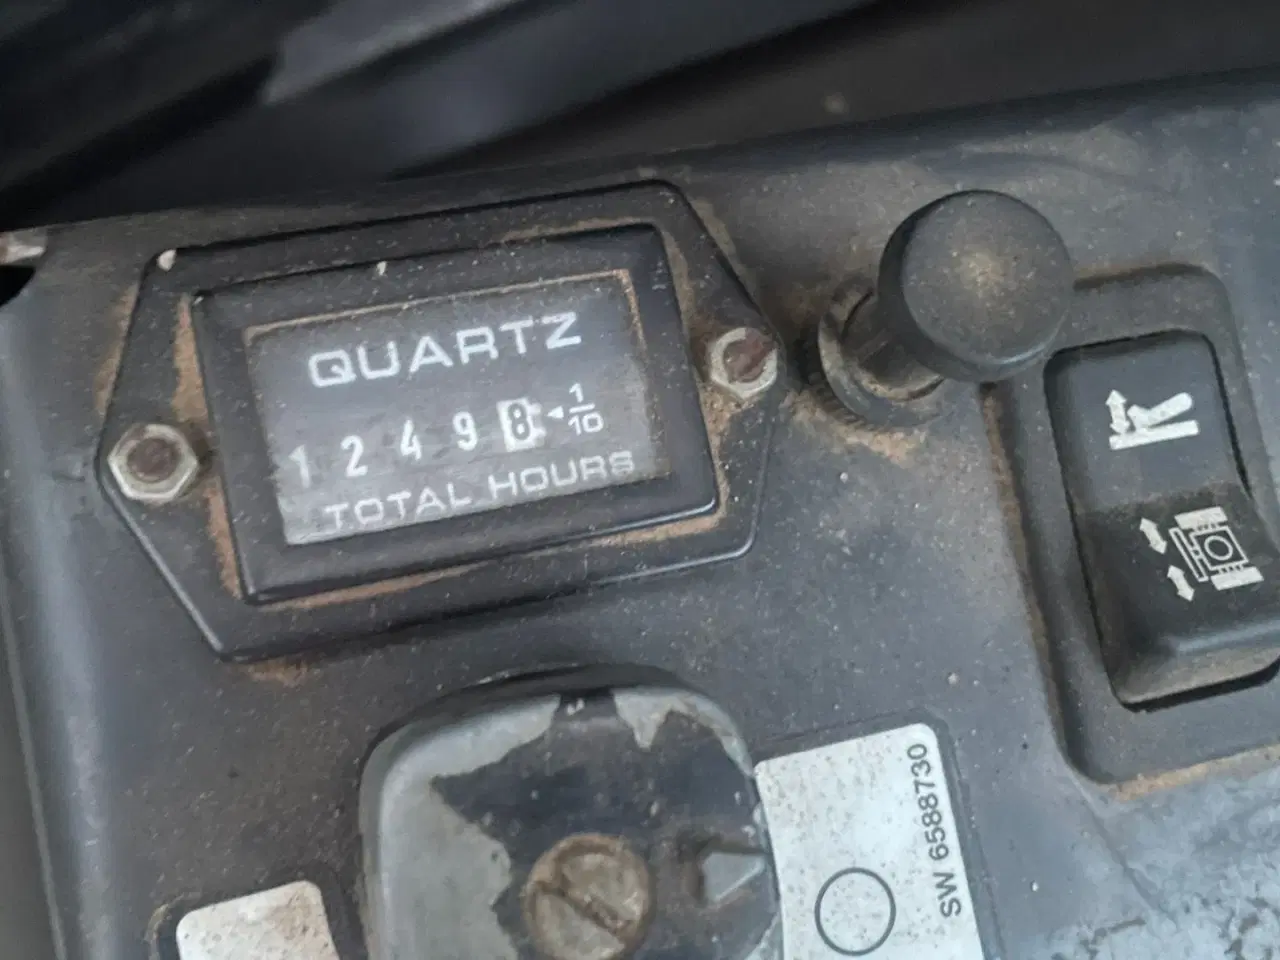 QUARTZ
1 2 4 9 8 ◄ 1/10
TOTAL HOURS
SW 6588730